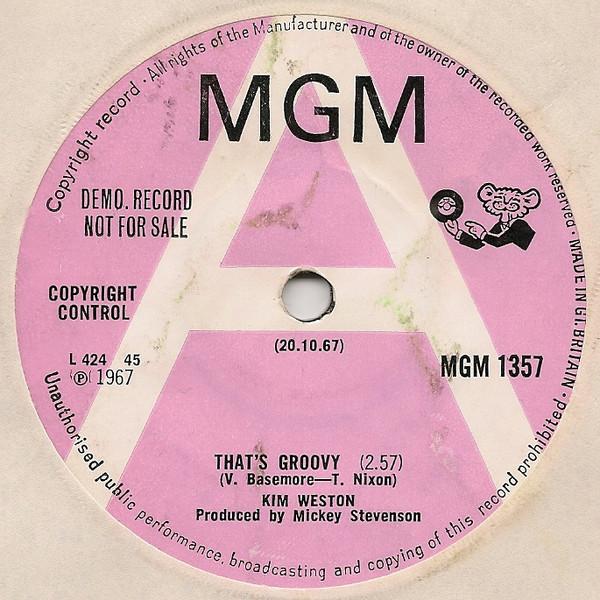 Copyright record · All rights of the Manufacturer and of the owner of the recorded work reserved · MADE IN GT. BRITAIN ·
Unauthorised public performance, broadcasting and copying of this record prohibited ·
MGM
A
DEMO. RECORD
NOT FOR SALE
COPYRIGHT
CONTROL
(20.10.67)
L 424 45
Ⓟ 1967
MGM 1357
THAT'S GROOVY (2.57)
(V. Basemore—T. Nixon)
KIM WESTON
Produced by Mickey Stevenson